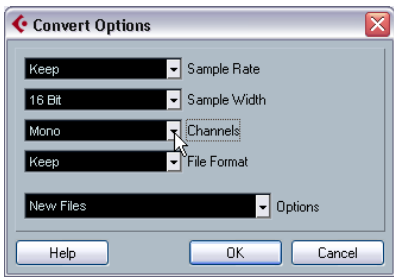 Convert Options
Keep Sample Rate
16 Bit Sample Width
Mono Channels
Keep File Format
New Files Options
Help OK Cancel